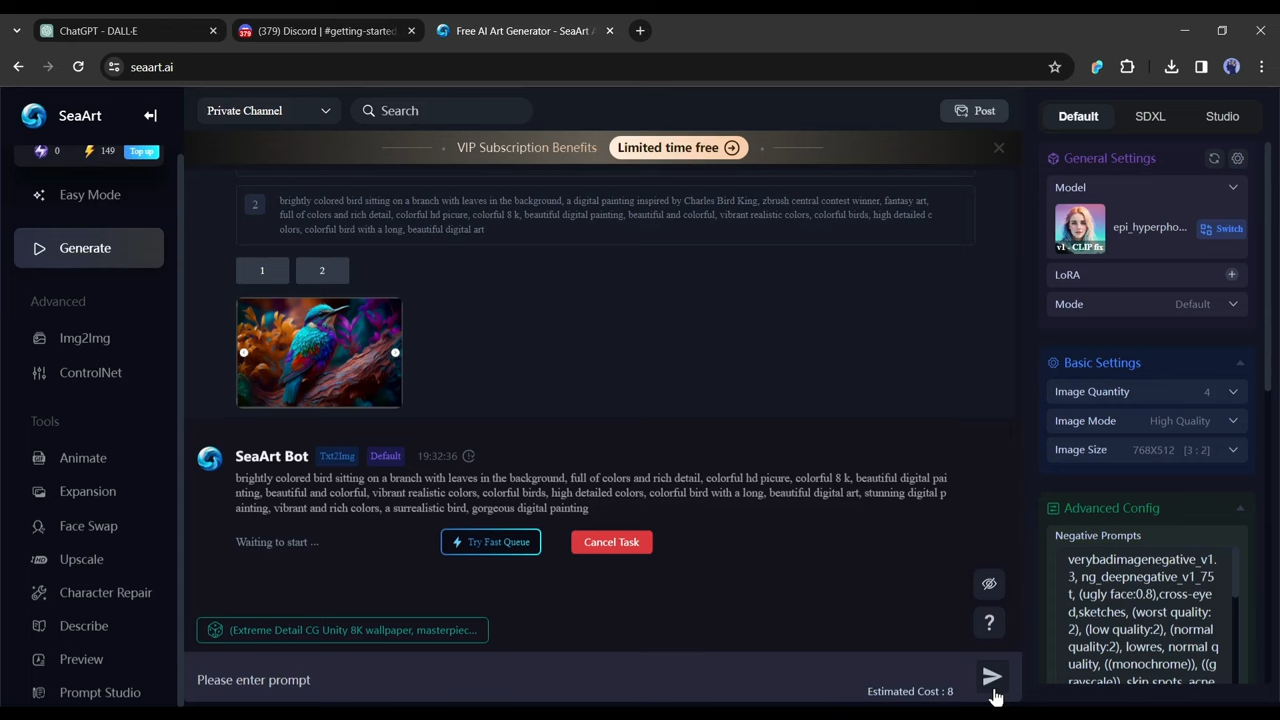 ChatGPT - DALL·E
(379) Discord | #getting-started
Free AI Art Generator - SeaArt A
seaart.ai
SeaArt
0
149
Top up
Easy Mode
Generate
Advanced
Img2Img
ControlNet
Tools
Animate
Expansion
Face Swap
Upscale
Character Repair
Describe
Preview
Prompt Studio
Private Channel
Search
Post
VIP Subscription Benefits
Limited time free
2
brightly colored bird sitting on a branch with leaves in the background, a digital painting inspired by Charles Bird King, zbrush central contest winner, fantasy art,
full of colors and rich detail, colorful hd picure, colorful 8 k, beautiful digital painting, beautiful and colorful, vibrant realistic colors, colorful birds, high detailed c
olors, colorful bird with a long, beautiful digital art
1
2
SeaArt Bot
Txt2Img
Default
19:32:36
brightly colored bird sitting on a branch with leaves in the background, full of colors and rich detail, colorful hd picure, colorful 8 k, beautiful digital pai
nting, beautiful and colorful, vibrant realistic colors, colorful birds, high detailed colors, colorful bird with a long, beautiful digital art, stunning digital p
ainting, vibrant and rich colors, a surrealistic bird, gorgeous digital painting
Waiting to start ...
Try Fast Queue
Cancel Task
?
(Extreme Detail CG Unity 8K wallpaper, masterpiec...
Please enter prompt
Estimated Cost : 8
Default
SDXL
Studio
General Settings
Model
v1 - CLIP fix
epi_hyperpho...
Switch
LoRA
Mode
Default
Basic Settings
Image Quantity
4
Image Mode
High Quality
Image Size
768X512 [3 : 2]
Advanced Config
Negative Prompts
verybadimagenegative_v1.
3, ng_deepnegative_v1_75
t, (ugly face:0.8),cross-eye
d,sketches, (worst quality:
2), (low quality:2), (normal
quality:2), lowres, normal q
uality, ((monochrome)), ((g
rayscale)), skin spots, acne